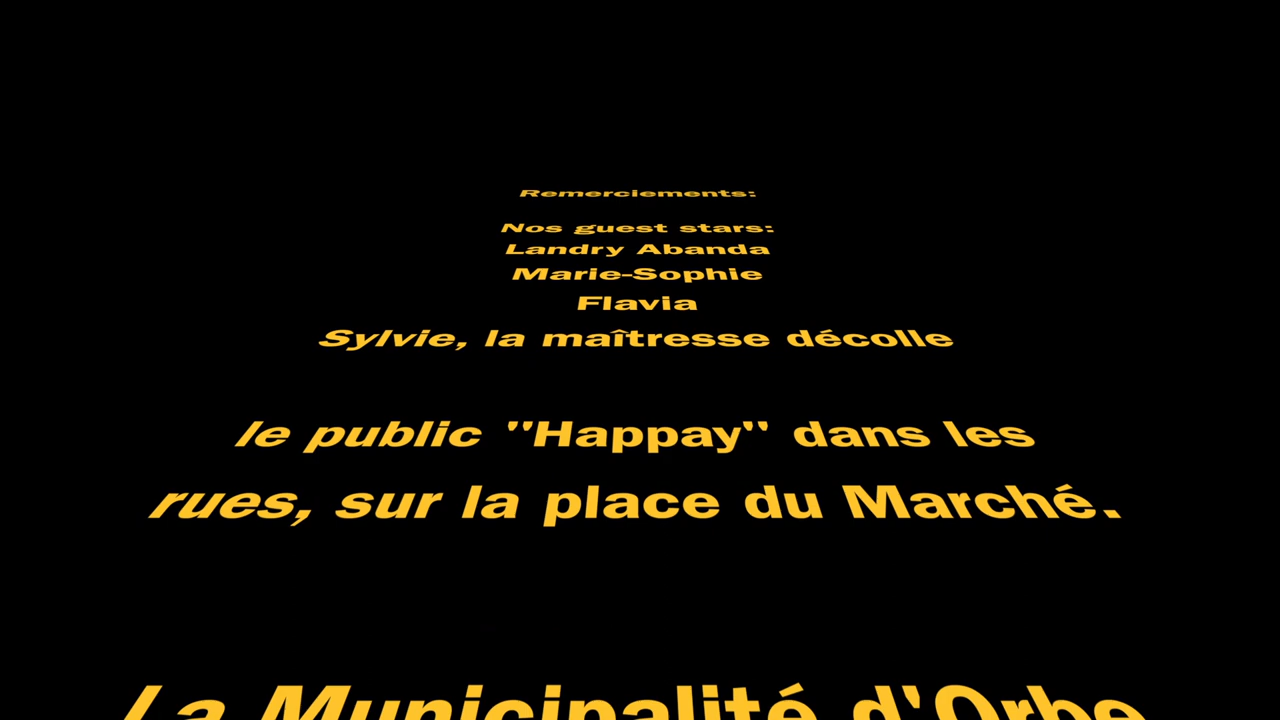 Remerciements:
Nos guest stars:
Landry Abanda
Marie-Sophie
Flavia
Sylvie, la maîtresse décolle
le public "Happay" dans les
rues, sur la place du Marché.
La Municipalité d'Orbe